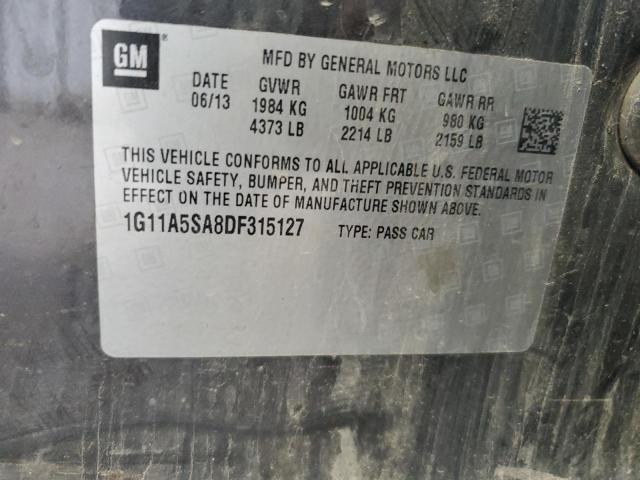 GM
MFD BY GENERAL MOTORS LLC
DATE GVWR GAWR FRT GAWR RR
06/13 1984 KG 1004 KG 980 KG
4373 LB 2214 LB 2159 LB
THIS VEHICLE CONFORMS TO ALL APPLICABLE U.S. FEDERAL MOTOR
VEHICLE SAFETY, BUMPER, AND THEFT PREVENTION STANDARDS IN
EFFECT ON THE DATE OF MANUFACTURE SHOWN ABOVE.
1G11A5SA8DF315127 TYPE: PASS CAR